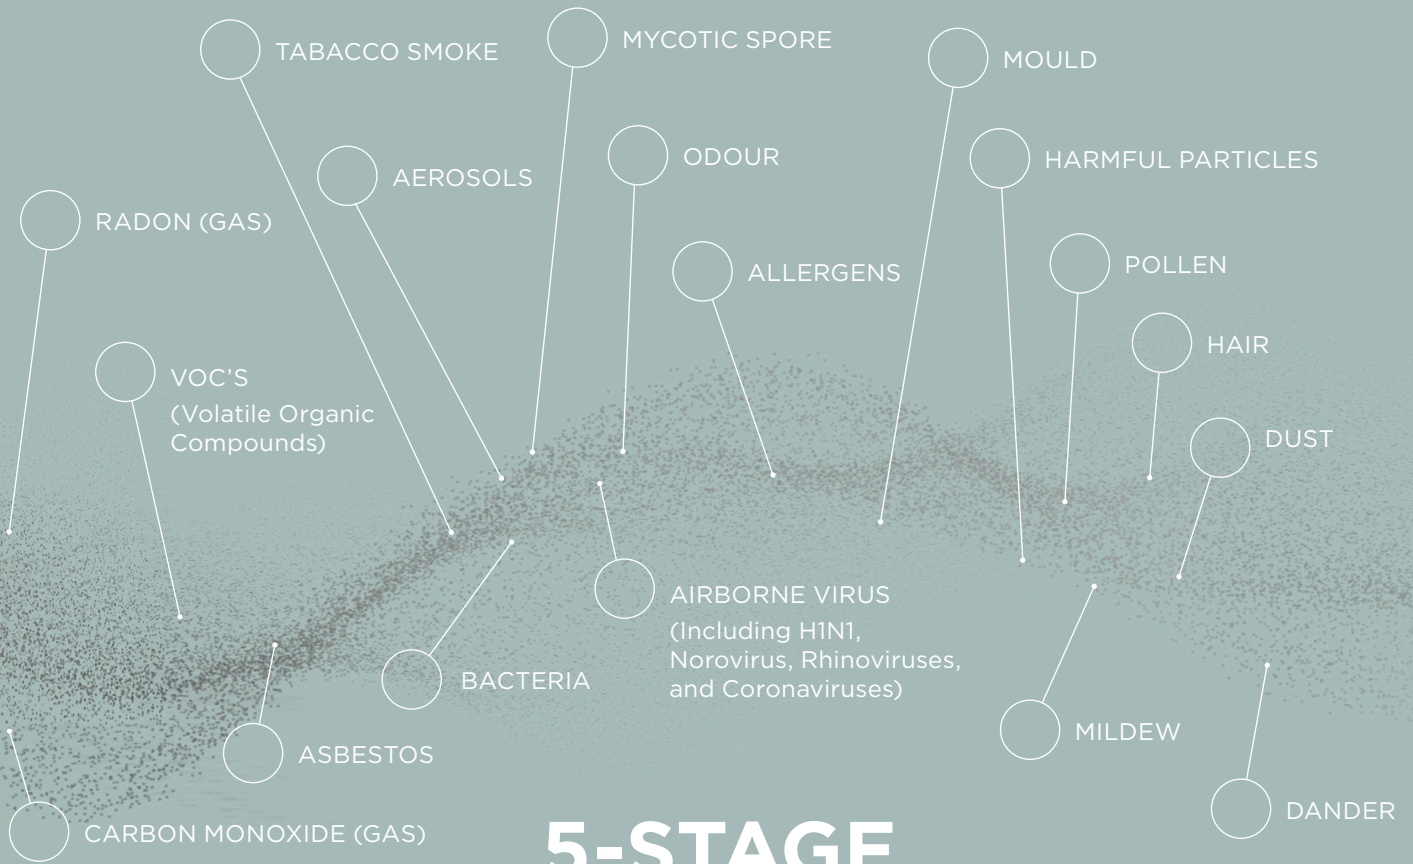 TABACCO SMOKE
MYCOTIC SPORE
MOULD
AEROSOLS
ODOUR
HARMFUL PARTICLES
RADON (GAS)
ALLERGENS
POLLEN
HAIR
VOC'S
(Volatile Organic
Compounds)
DUST
AIRBORNE VIRUS
(Including H1N1,
Norovirus, Rhinoviruses,
and Coronaviruses)
BACTERIA
ASBESTOS
MILDEW
DANDER
CARBON MONOXIDE (GAS)
5-STAGE